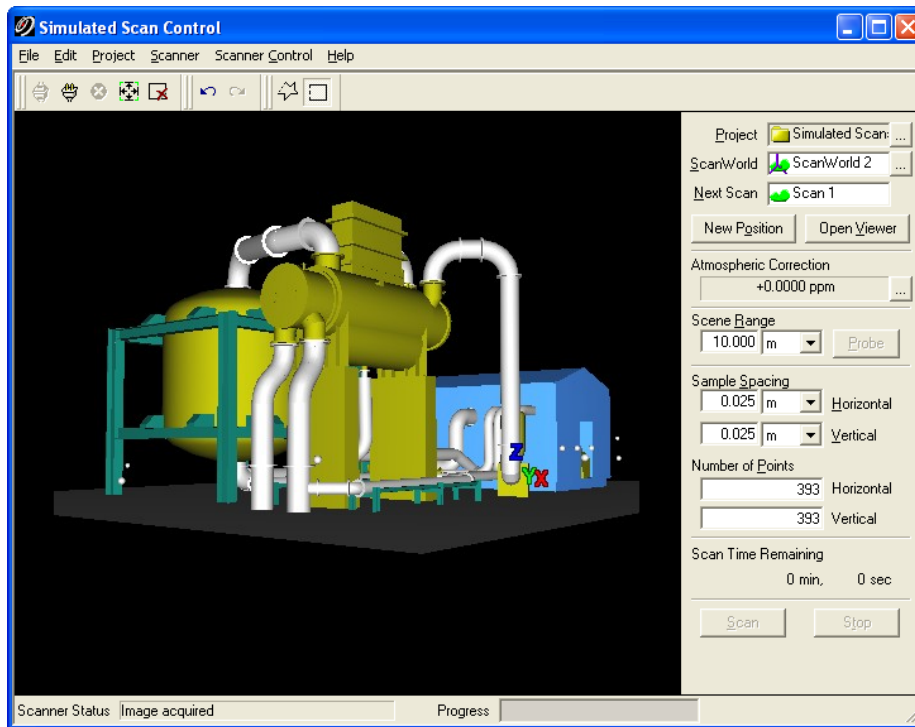 Simulated Scan Control
File Edit Project Scanner Scanner Control Help
Project Simulated Scan: ...
ScanWorld ScanWorld 2 ...
Next Scan Scan 1
New Position Open Viewer
Atmospheric Correction
+0.0000 ppm ...
Scene Range
10.000 m Probe
Sample Spacing
0.025 m Horizontal
0.025 m Vertical
Number of Points
393 Horizontal
393 Vertical
Scan Time Remaining
0 min, 0 sec
Scan Stop
Z
Y X
Scanner Status Image acquired Progress